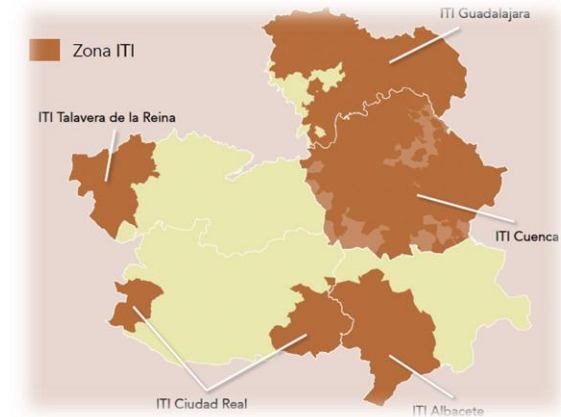 ITI Guadalajara
Zona ITI
ITI Talavera de la Reina
ITI Cuenca
ITI Ciudad Real
ITI Albacete